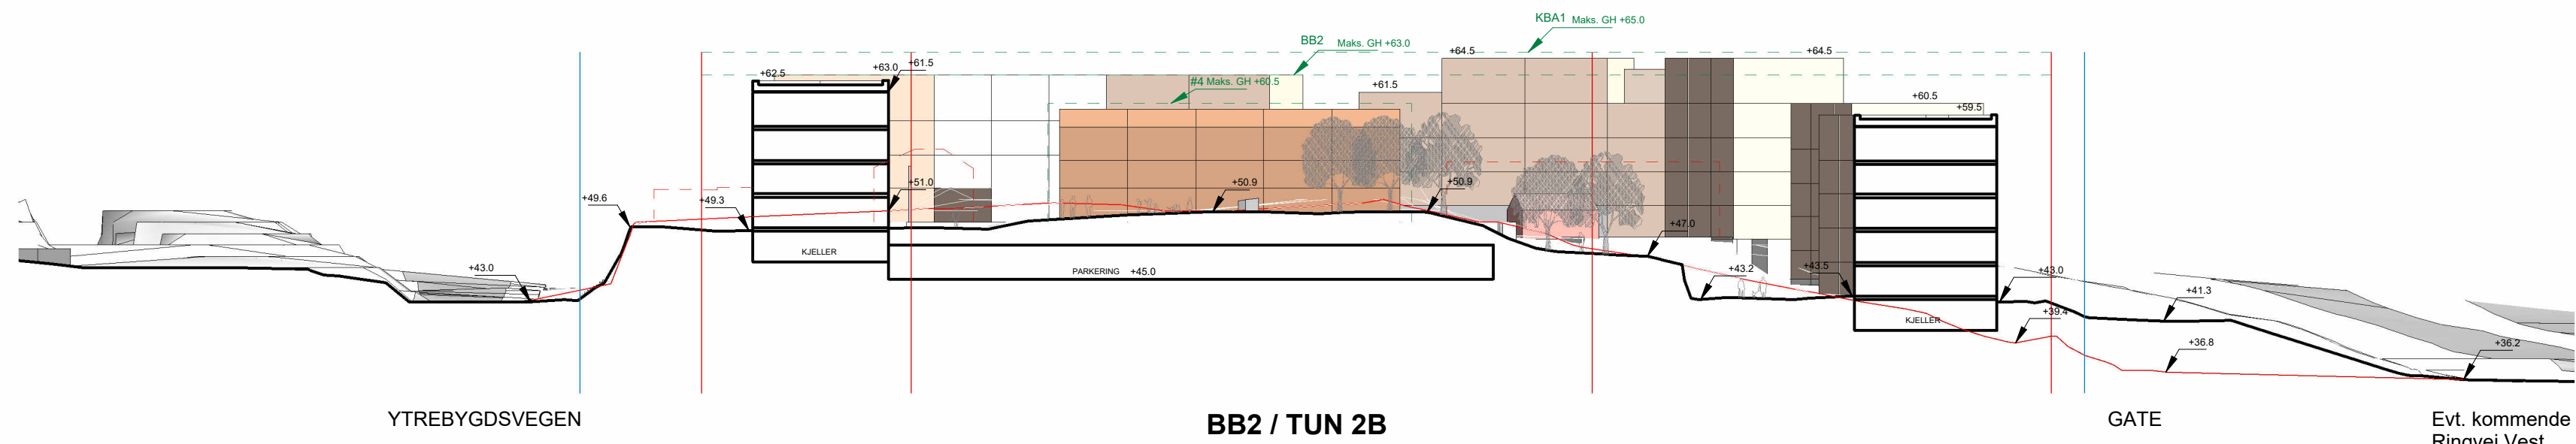 KBA1 Maks. GH +65.0
BB2 Maks. GH +63.0
+64.5
+64.5
+62.5
+63.0
+61.5
#4 Maks. GH +60.5
+61.5
+60.5
+59.5
+49.6
+49.3
+51.0
+50.9
+50.9
+47.0
+43.0
KJELLER
PARKERING +45.0
+43.2
+43.5
+43.0
+41.3
+39.4
KJELLER
+36.8
+36.2
YTREBYGDSVEGEN
BB2 / TUN 2B
GATE
Evt. kommende
Ringvei Vest